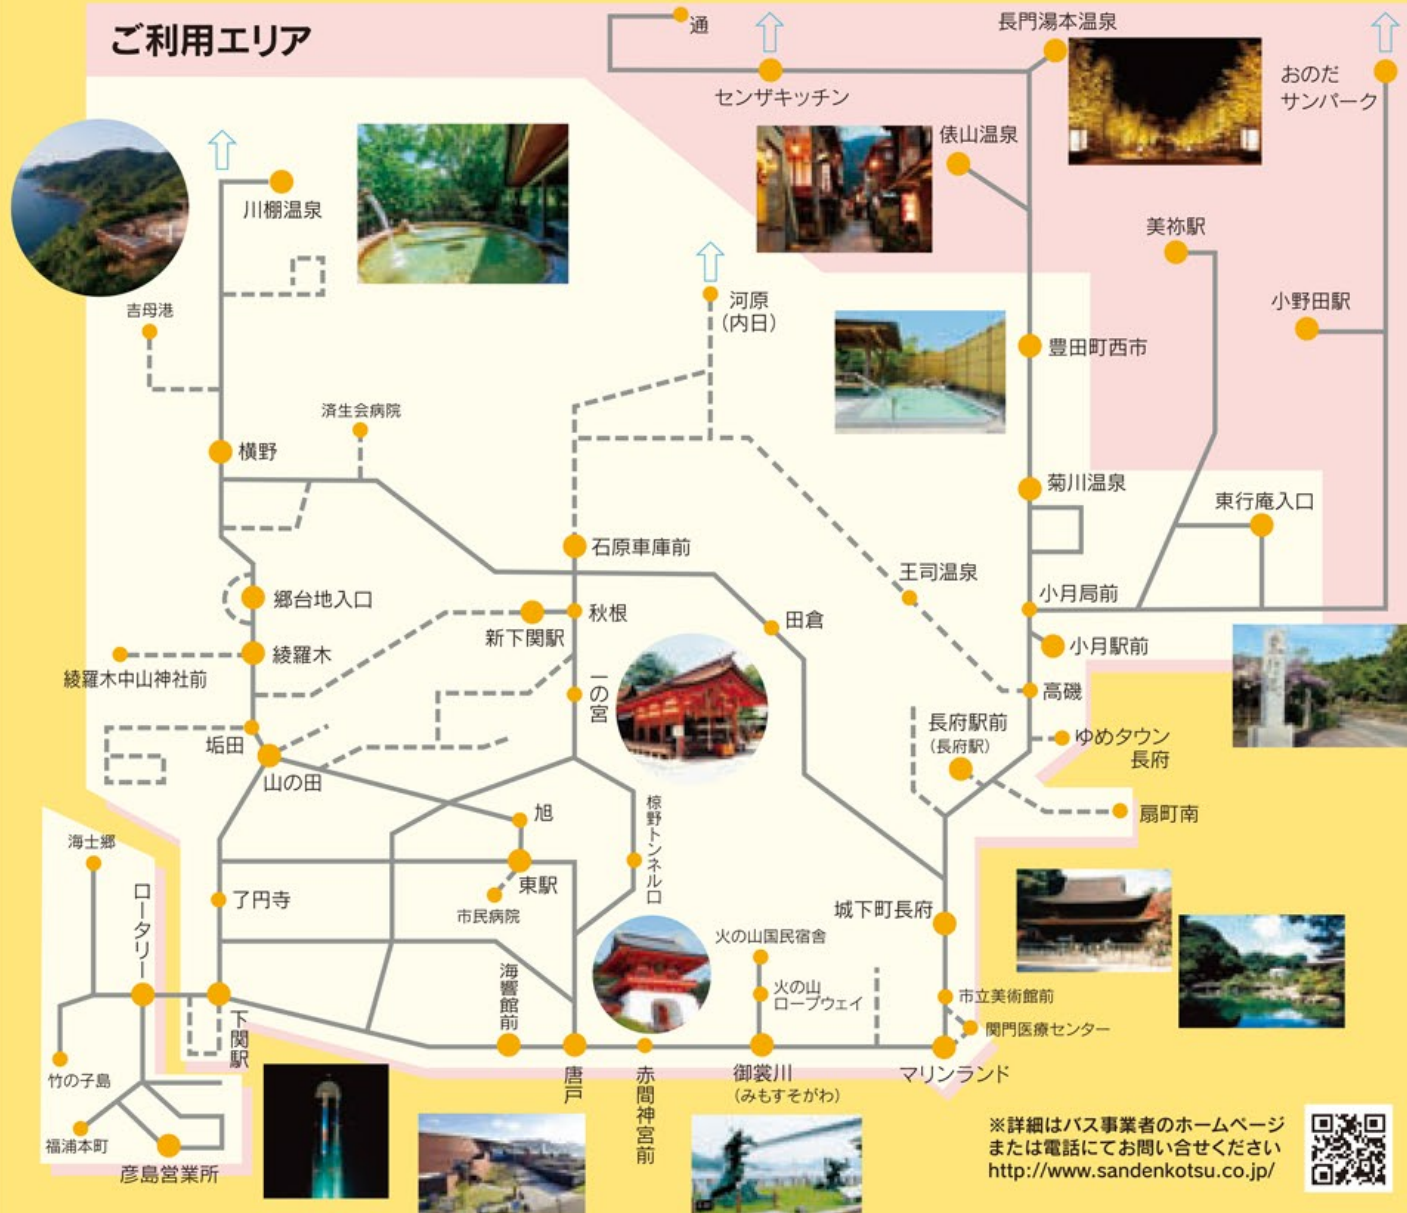 ご利用エリア
通
センザキッチン
長門湯本温泉
おのだ
サンパーク
俵山温泉
川棚温泉
美祢駅
吉母港
河原
(内日)
小野田駅
豊田町西市
済生会病院
横野
菊川温泉
東行庵入口
石原車庫前
王司温泉
郷台地入口
小月局前
新下関駅
秋根
田倉
綾羅木
綾羅木中山神社前
小月駅前
一の宮
高磯
垢田
長府駅前
(長府駅)
ゆめタウン
長府
山の田
旭
椋野トンネル口
扇町南
海士郷
ロータリー
東駅
市民病院
了円寺
城下町長府
火の山国民宿舎
火の山
ロープウェイ
海響館前
市立美術館前
関門医療センター
下関駅
竹の子島
唐戸
赤間神宮前
御裳川
(みもすそがわ)
マリンランド
福浦本町
彦島営業所
※詳細はバス事業者のホームページ
または電話にてお問い合せください
http://www.sandenkotsu.co.jp/